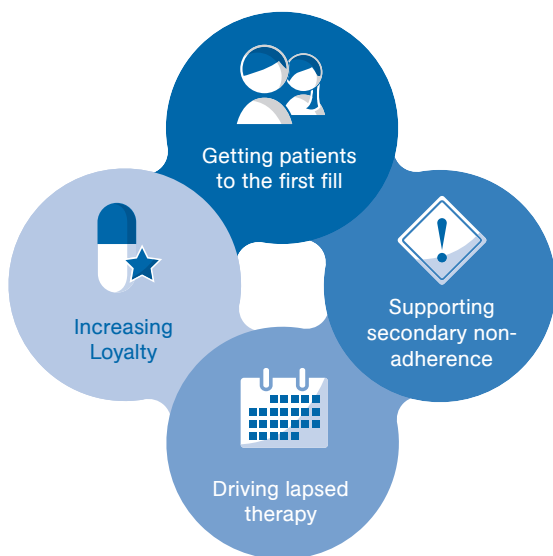 Getting patients
to the first fill
Supporting
secondary non-
adherence
Driving lapsed
therapy
Increasing
Loyalty